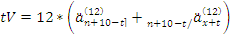 tV = 12 * ( ä^{(12)}_{n+10-t]} + _{n+10-t/}ä^{(12)}_{x+t} )